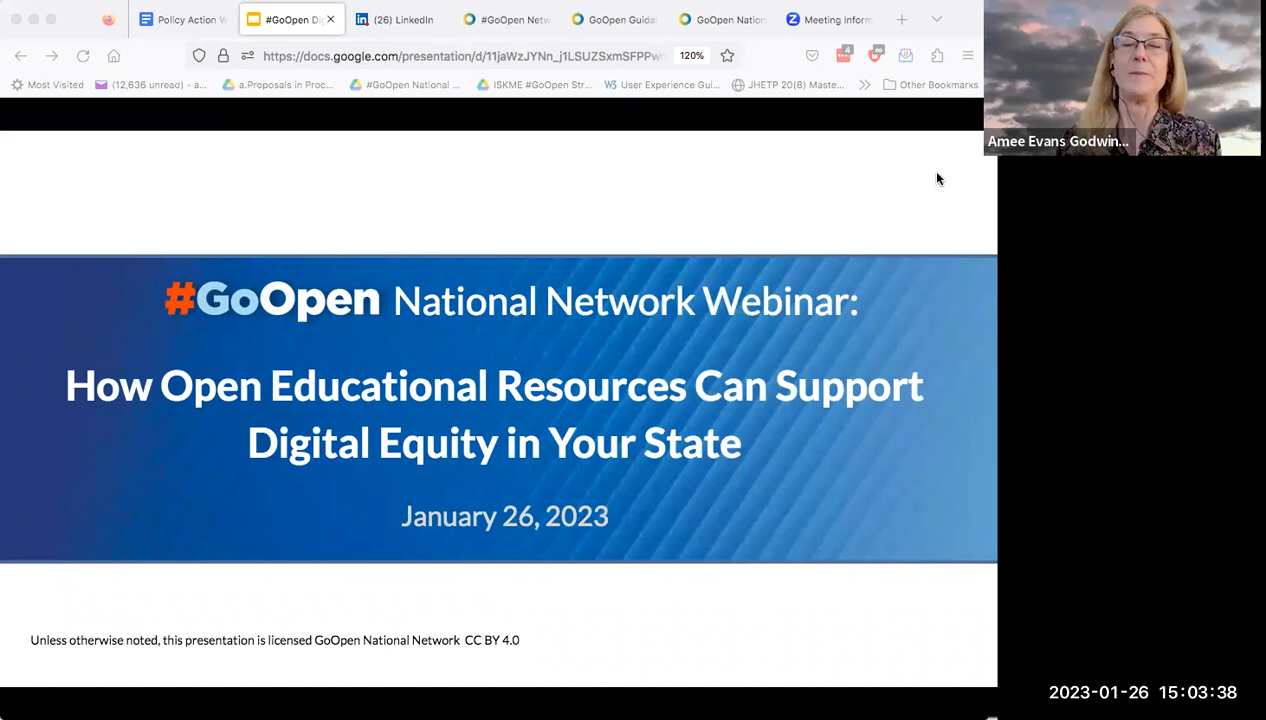 Policy Action W
#GoOpen Di
(26) LinkedIn
#GoOpen Netw
GoOpen Guida
GoOpen Nation
Meeting Inform
https://docs.google.com/presentation/d/11jaWzJYNn_j1LSUZSxmSFPPwn
120%
4
Most Visited
(12,636 unread) - a...
a.Proposals in Proc...
#GoOpen National ...
ISKME #GoOpen Str...
User Experience Gui...
JHETP 20(8) Maste...
Other Bookmarks
Amee Evans Godwin...
#GoOpen National Network Webinar:
How Open Educational Resources Can Support
Digital Equity in Your State
January 26, 2023
Unless otherwise noted, this presentation is licensed GoOpen National Network CC BY 4.0
2023-01-26 15:03:38